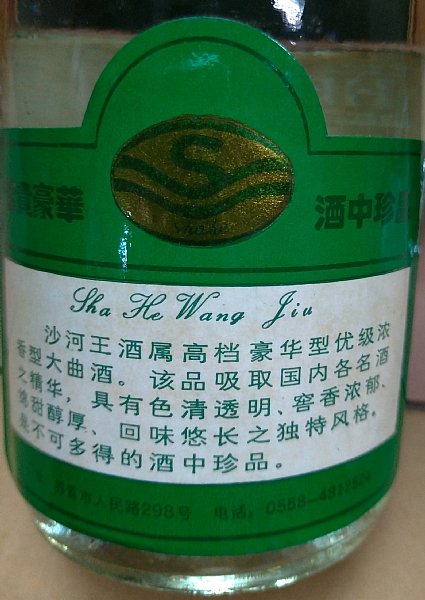 豪華 酒中珍品
Sha He Wang Jiu
沙河王酒属高档豪华型优级浓
香型大曲酒。该品吸取国内各名酒
之精华，具有色清透明、窖香浓郁、
绵甜醇厚、回味悠长之独特风格。
是不可多得的酒中珍品。
市人民路298号 电话：0558-4